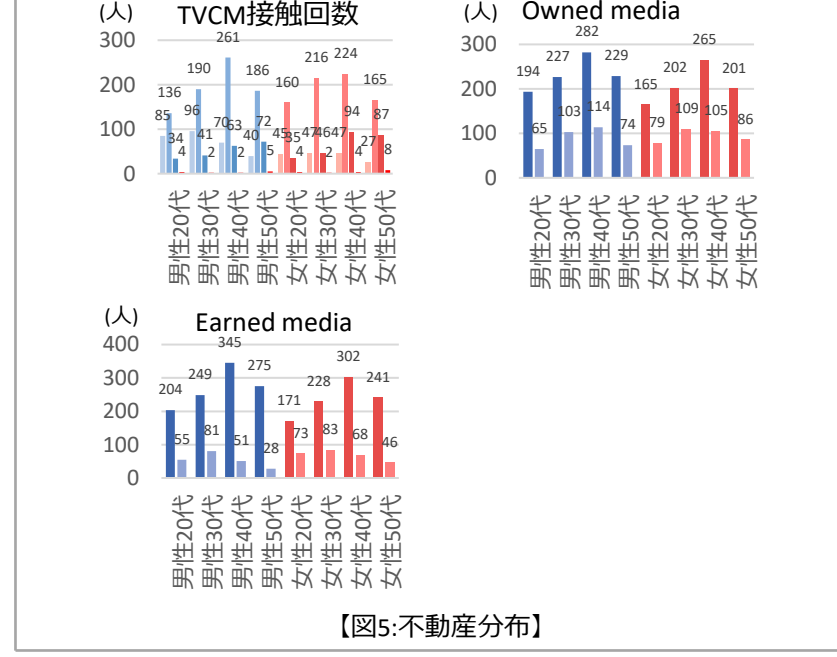 (人) TVCM接触回数
300
200
100
0
85 136 34 4 96 190 41 2 70 261 63 2 40 186 72 5 45 160 35 4 47 216 46 2 47 224 94 4 27 165 87 8
男性20代 男性30代 男性40代 男性50代 女性20代 女性30代 女性40代 女性50代
(人) Owned media
300
200
100
0
194 65 227 103 282 114 229 74 165 79 202 109 265 105 201 86
男性20代 男性30代 男性40代 男性50代 女性20代 女性30代 女性40代 女性50代
(人) Earned media
400
300
200
100
0
204 55 249 81 345 51 275 28 171 73 228 83 302 68 241 46
男性20代 男性30代 男性40代 男性50代 女性20代 女性30代 女性40代 女性50代
【図5:不動産分布】